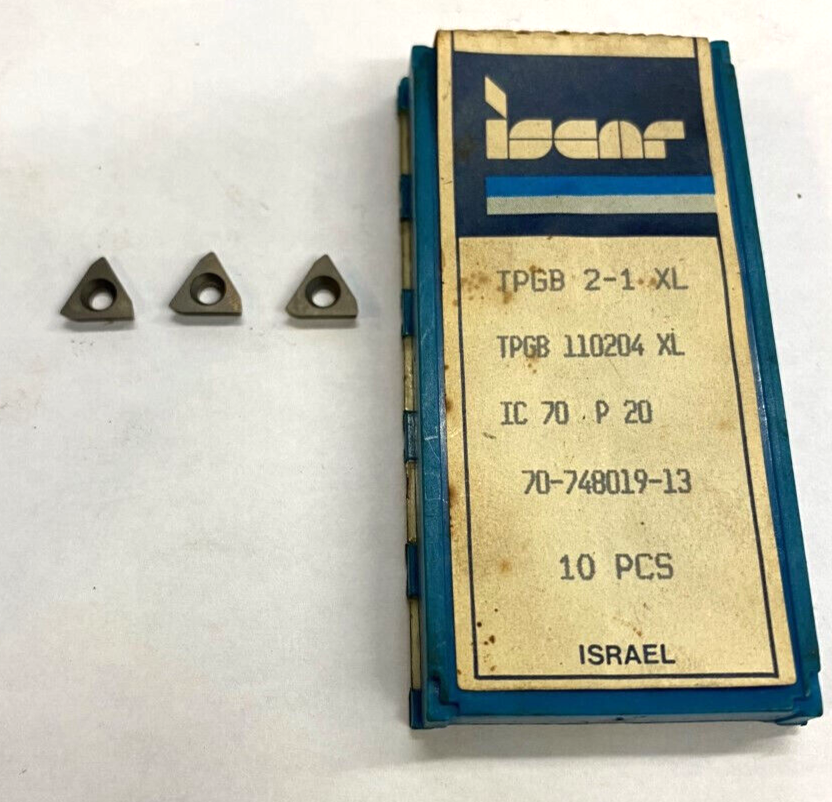 iscar
TPGB 2-1 XL
TPGB 110204 XL
IC 70 P 20
70-748019-13
10 PCS
ISRAEL